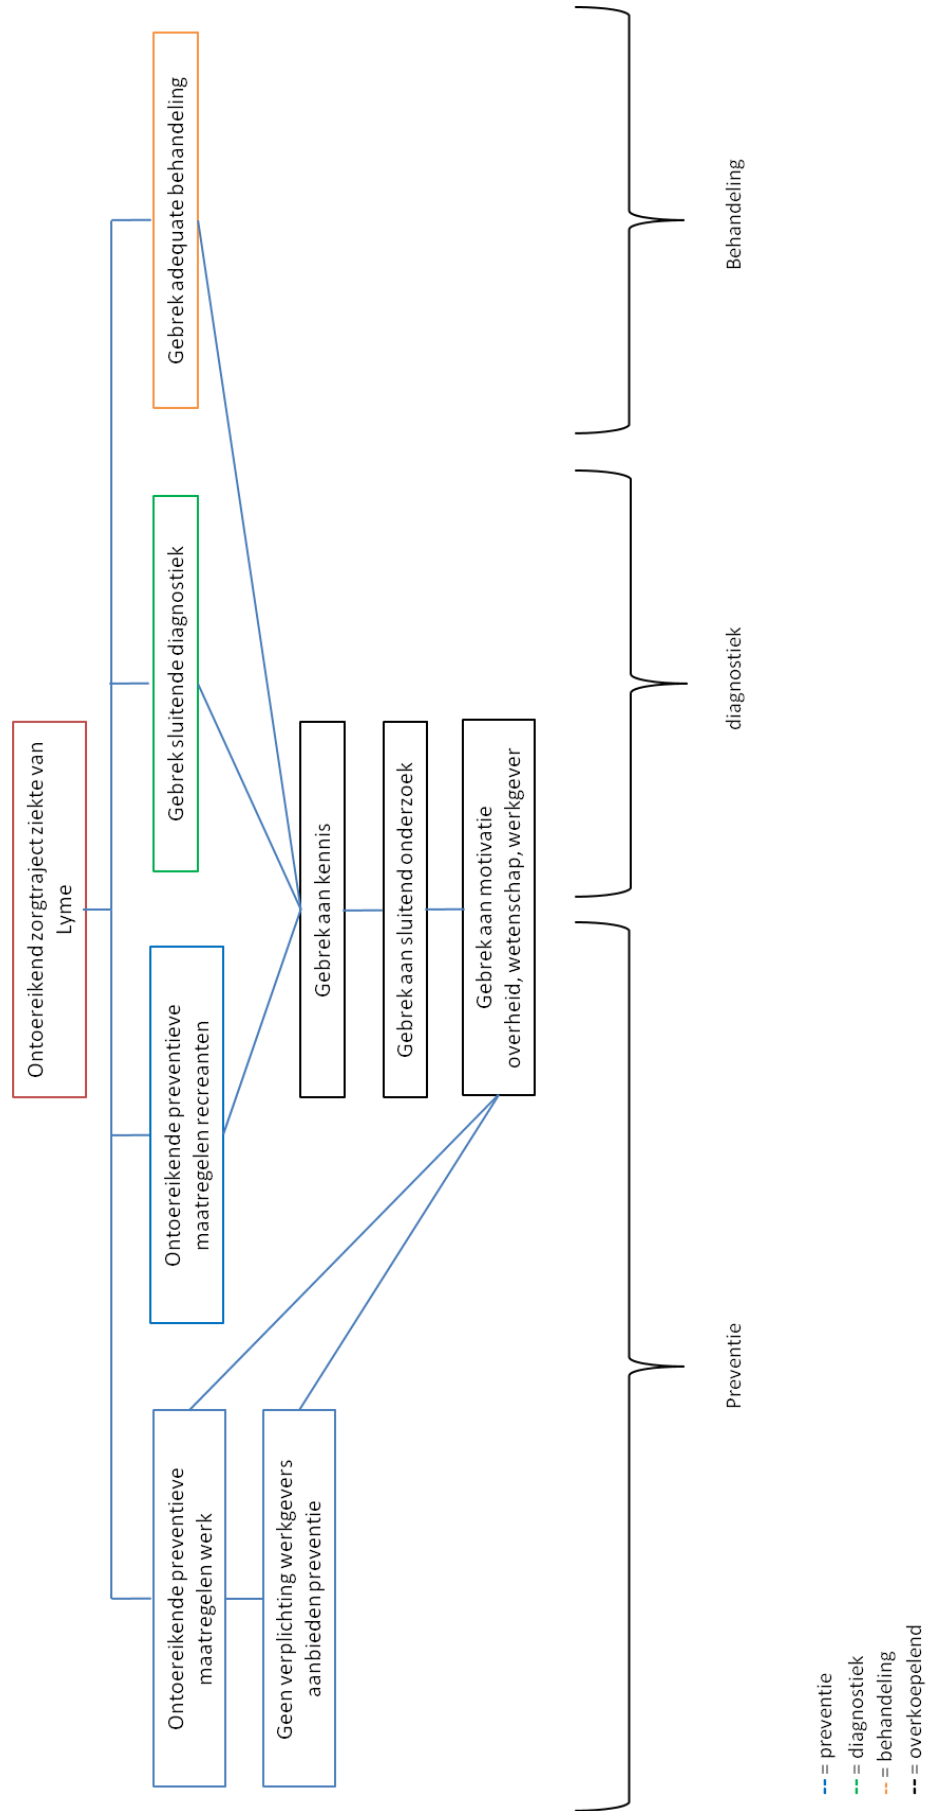 Ontoereikend zorgtraject ziekte van
Lyme
Ontoereikende preventieve
maatregelen werk
Ontoereikende preventieve
maatregelen recreanten
Gebrek sluitende diagnostiek
Gebrek adequate behandeling
Geen verplichting werkgevers
aanbieden preventie
Gebrek aan kennis
Gebrek aan sluitend onderzoek
Gebrek aan motivatie
overheid, wetenschap, werkgever
Preventie
diagnostiek
Behandeling
-- = preventie
-- = diagnostiek
-- = behandeling
-- = overkoepelend